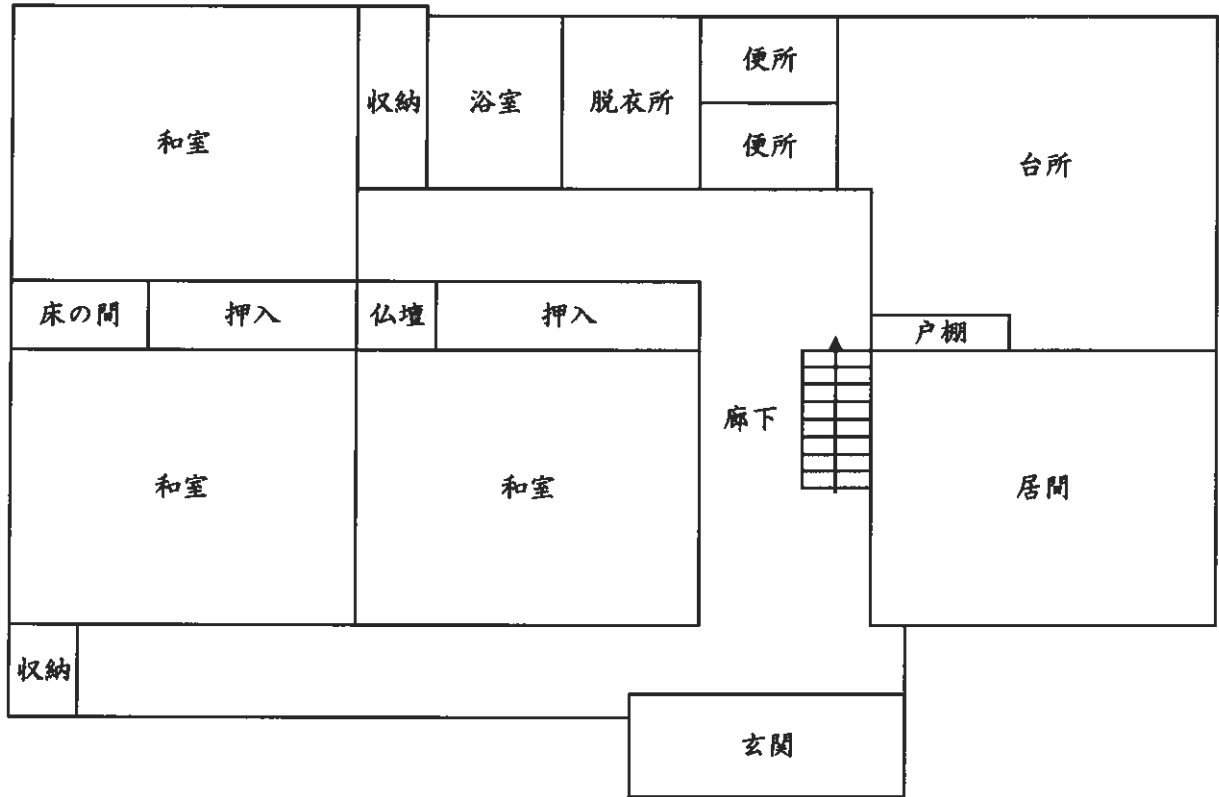 和室
収納
浴室
脱衣所
便所
便所
台所
床の間
押入
仏壇
押入
戸棚
和室
和室
廊下
居間
収納
玄関